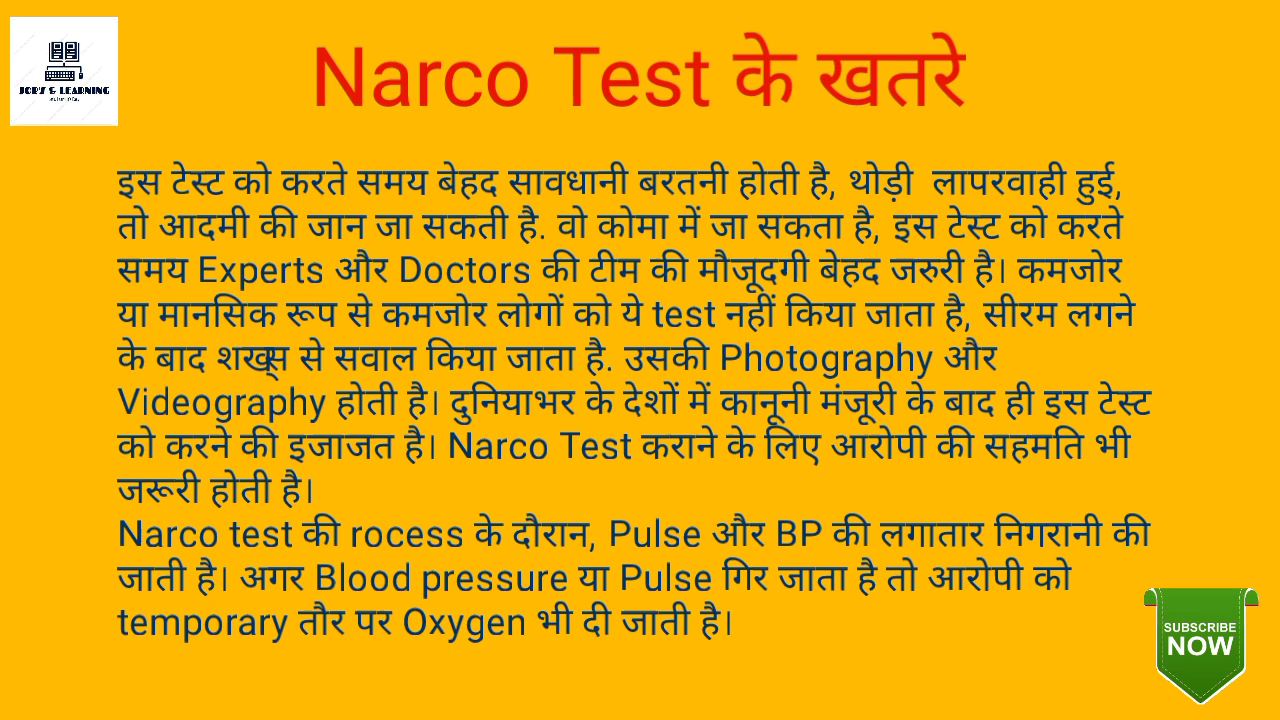 JOB'S & LEARNING
Narco Test के खतरे
इस टेस्ट को करते समय बेहद सावधानी बरतनी होती है, थोड़ी लापरवाही हुई,
तो आदमी की जान जा सकती है. वो कोमा में जा सकता है, इस टेस्ट को करते
समय Experts और Doctors की टीम की मौजूदगी बेहद जरुरी है। कमजोर
या मानसिक रूप से कमजोर लोगों को ये test नहीं किया जाता है, सीरम लगने
के बाद शख्स से सवाल किया जाता है. उसकी Photography और
Videography होती है। दुनियाभर के देशों में कानूनी मंजूरी के बाद ही इस टेस्ट
को करने की इजाजत है। Narco Test कराने के लिए आरोपी की सहमति भी
जरूरी होती है।
Narco test की rocess के दौरान, Pulse और BP की लगातार निगरानी की
जाती है। अगर Blood pressure या Pulse गिर जाता है तो आरोपी को
temporary तौर पर Oxygen भी दी जाती है।
SUBSCRIBE
NOW